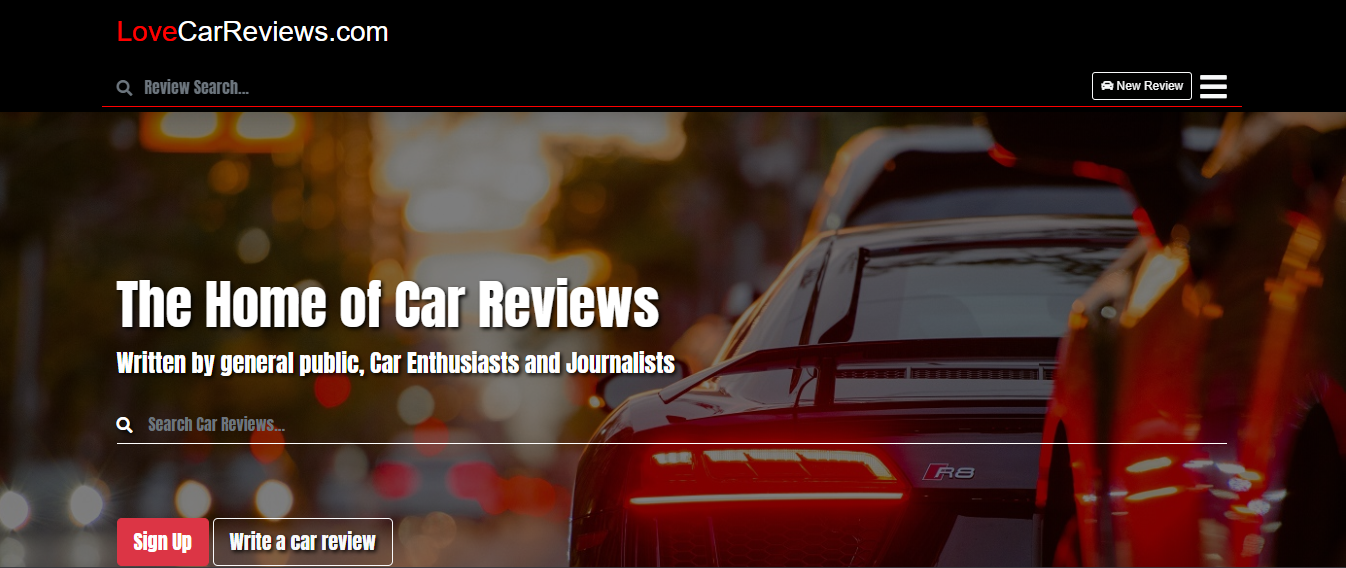 LoveCarReviews.com
Review Search...
New Review
The Home of Car Reviews
Written by general public, Car Enthusiasts and Journalists
Search Car Reviews...
R8
Sign Up
Write a car review